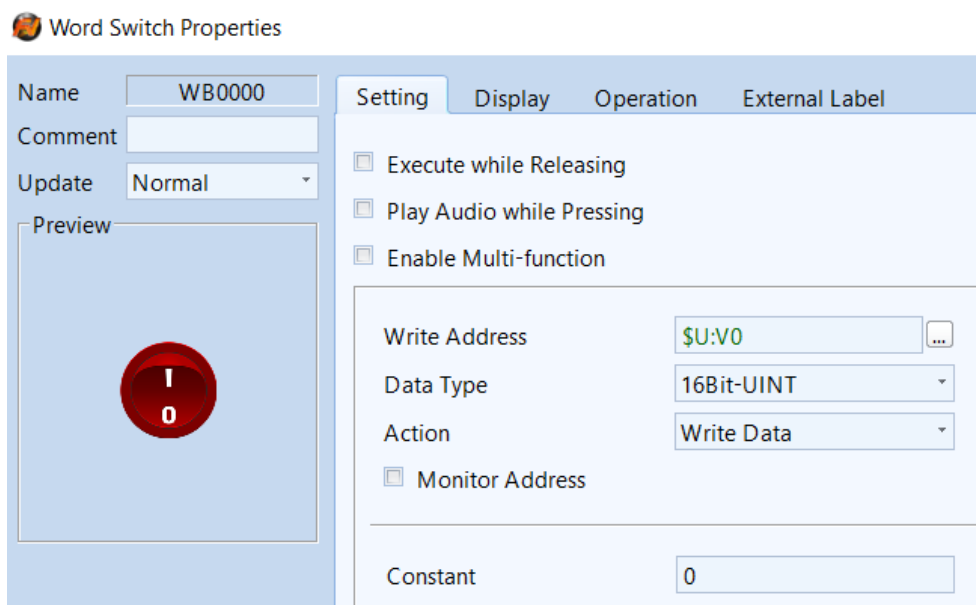 Word Switch Properties
Name WB0000
Comment
Update Normal
Preview
I
0
Setting Display Operation External Label
Execute while Releasing
Play Audio while Pressing
Enable Multi-function
Write Address $U:V0 ...
Data Type 16Bit-UINT
Action Write Data
Monitor Address
Constant 0